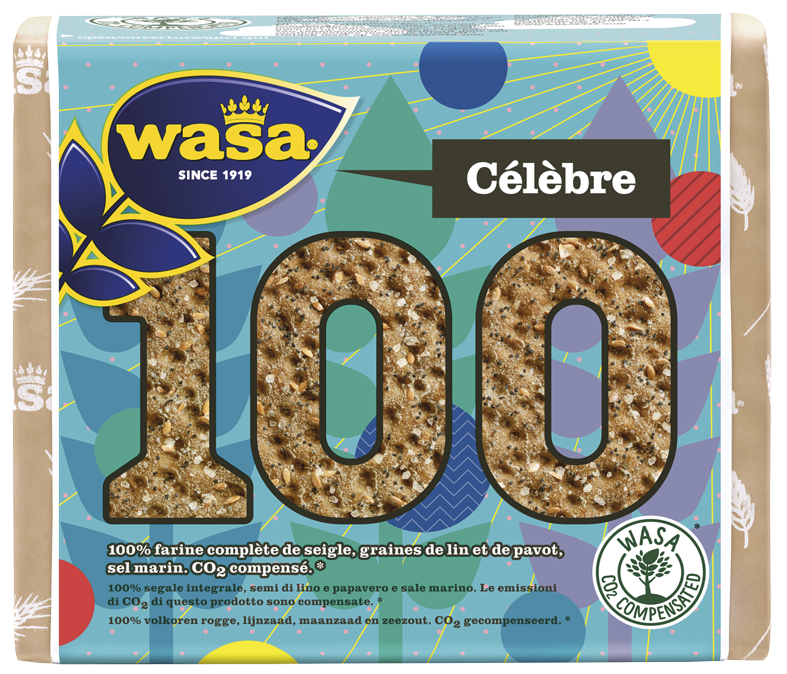 wasa
SINCE 1919
Célèbre
100
100% farine complète de seigle, graines de lin et de pavot,
sel marin. CO₂ compensé. *
100% segale integrale, semi di lino e papavero e sale marino. Le emissioni
di CO₂ di questo prodotto sono compensate. *
100% volkoren rogge, lijnzaad, maanzaad en zeezout. CO₂ gecompenseerd. *
*
WASA
CO₂ COMPENSATED